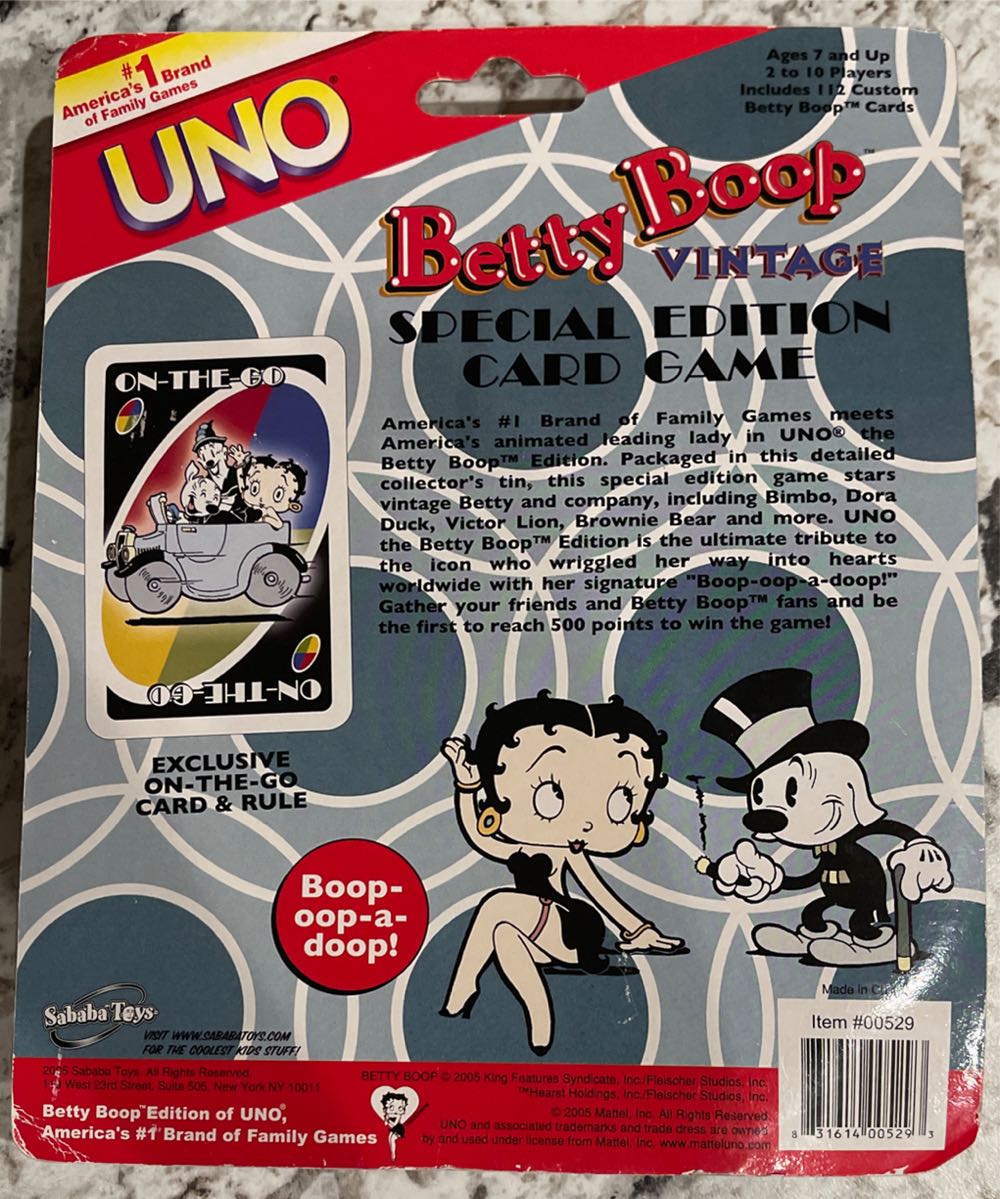 #1 Brand
America's
of Family Games
UNO®
Ages 7 and Up
2 to 10 Players
Includes 112 Custom
Betty Boop™ Cards
Betty Boop™
VINTAGE
SPECIAL EDITION
CARD GAME
America's #1 Brand of Family Games meets
America's animated leading lady in UNO® the
Betty Boop™ Edition. Packaged in this detailed
collector's tin, this special edition game stars
vintage Betty and company, including Bimbo, Dora
Duck, Victor Lion, Brownie Bear and more. UNO
the Betty Boop™ Edition is the ultimate tribute to
the icon who wriggled her way into hearts
worldwide with her signature "Boop-oop-a-doop!"
Gather your friends and Betty Boop™ fans and be
the first to reach 500 points to win the game!
ON-THE-GO
ON-THE-GO
EXCLUSIVE
ON-THE-GO
CARD & RULE
Boop-
oop-a-
doop!
Sababa Toys
VISIT WWW.SABABATOYS.COM
FOR THE COOLEST KIDS STUFF!
2005 Sababa Toys. All Rights Reserved.
West 23rd Street, Suite 505, New York NY 10011
Betty Boop™ Edition of UNO®,
America's #1 Brand of Family Games
BETTY BOOP © 2005 King Features Syndicate, Inc./Fleischer Studios, Inc.
™Hearst Holdings, Inc./Fleischer Studios, Inc.
© 2005 Mattel, Inc. All Rights Reserved.
UNO and associated trademarks and trade dress are owned
by and used under license from Mattel, Inc. www.matteluno.com
Made in
Item #00529
8 31614 00529 3